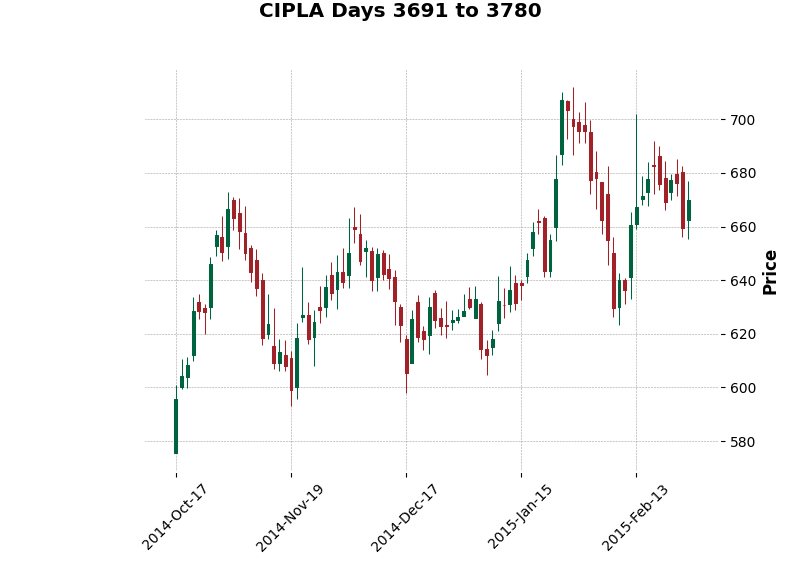 CIPLA Days 3691 to 3780
700
680
660
640
620
600
580
Price
2014-Oct-17
2014-Nov-19
2014-Dec-17
2015-Jan-15
2015-Feb-13